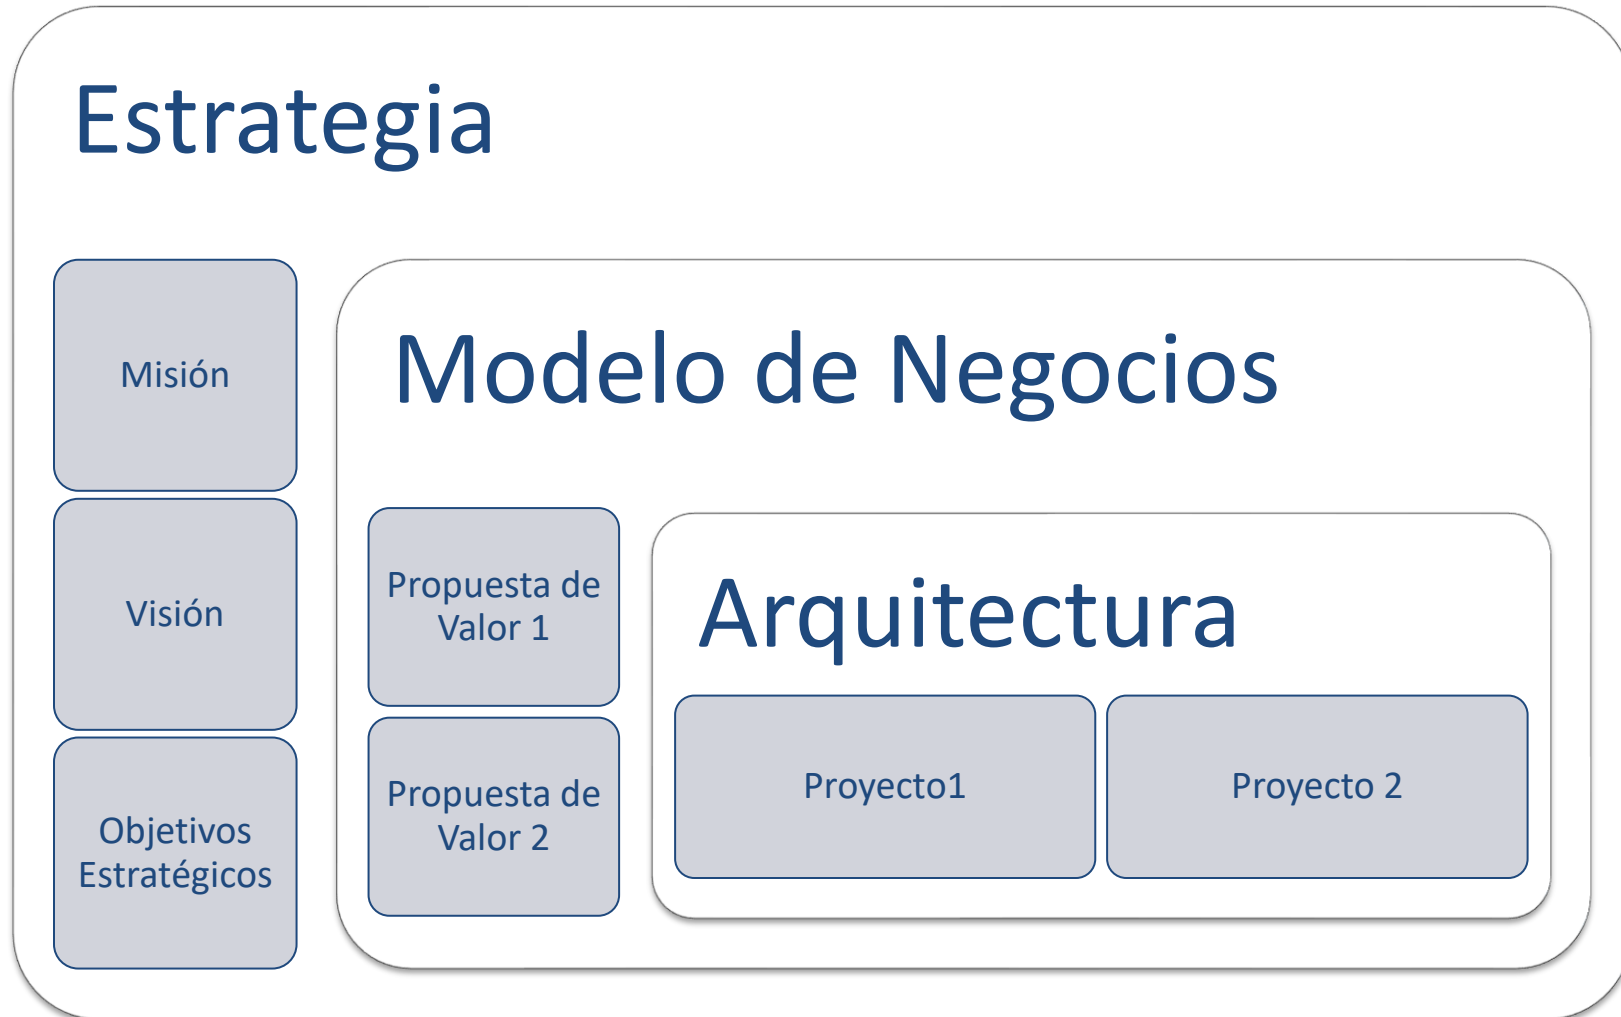 Estrategia
Misión
Visión
Objetivos
Estratégicos
Modelo de Negocios
Propuesta de
Valor 1
Propuesta de
Valor 2
Arquitectura
Proyecto1
Proyecto 2